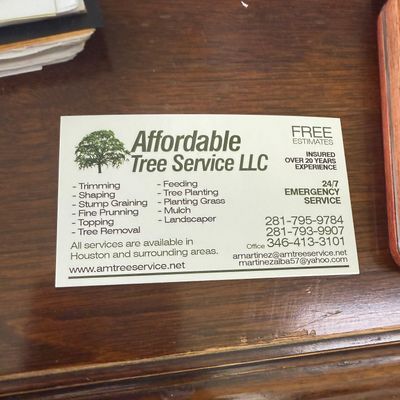 Affordable
Tree Service LLC
FREE
ESTIMATES
INSURED
OVER 20 YEARS
EXPERIENCE
24/7
EMERGENCY
SERVICE
- Trimming
- Shaping
- Stump Graining
- Fine Prunning
- Topping
- Tree Removal
- Feeding
- Tree Planting
- Planting Grass
- Mulch
- Landscaper
281-795-9784
281-793-9907
Office 346-413-3101
All services are available in
Houston and surrounding areas.
www.amtreeservice.net
amartinez@amtreeservice.net
martinezalba57@yahoo.com